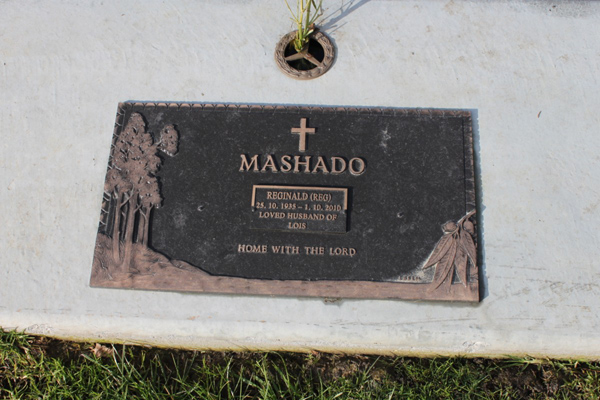 MASHADO
REGINALD (REG)
25. 10. 1935 – 1. 10. 2010
LOVED HUSBAND OF
LOIS
HOME WITH THE LORD